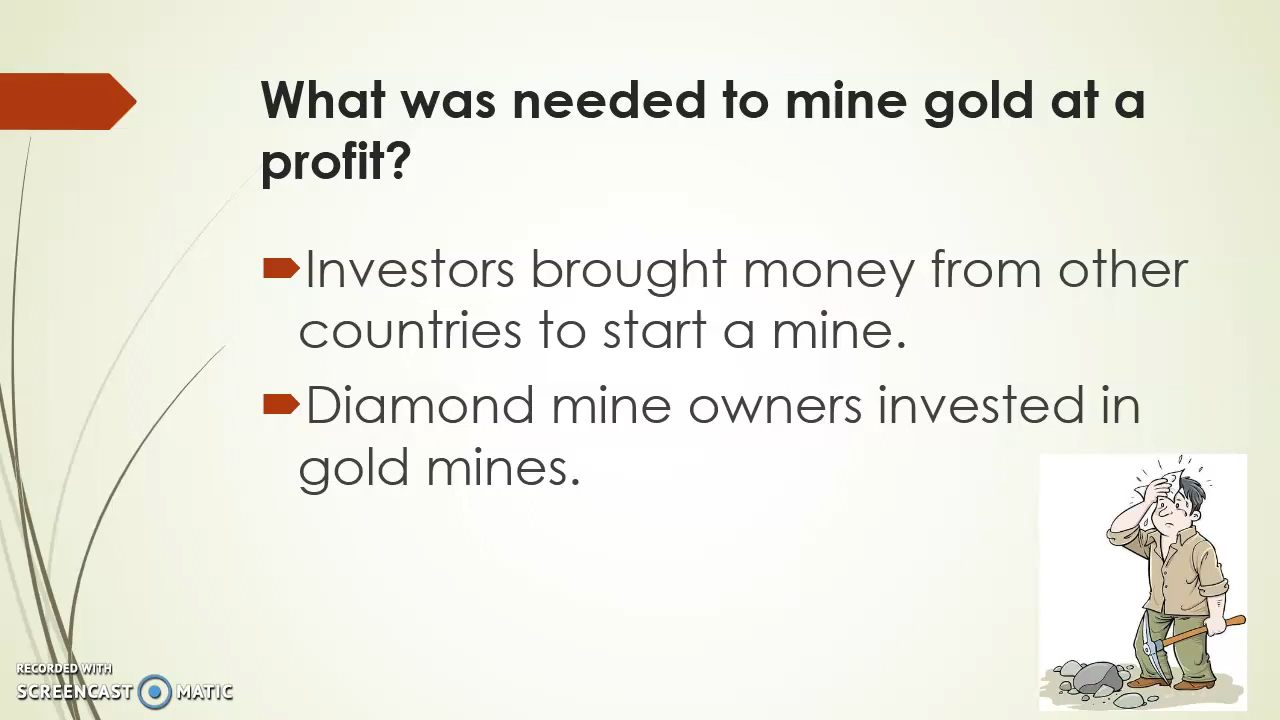 What was needed to mine gold at a
profit?
Investors brought money from other
countries to start a mine.
Diamond mine owners invested in
gold mines.
RECORDED WITH
SCREENCAST MATIC